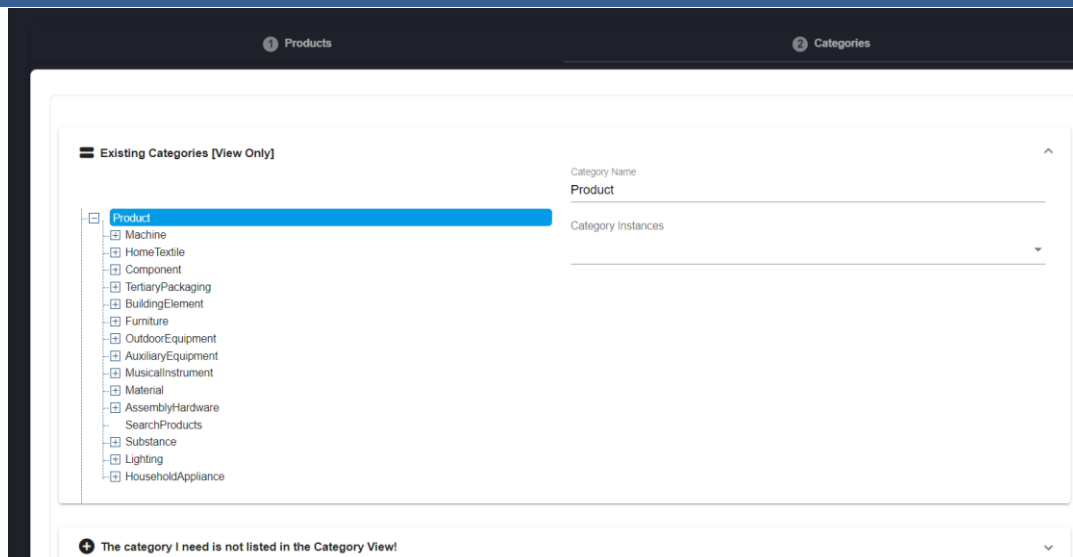 1 Products
2 Categories
Existing Categories [View Only]
Category Name
Product
Category Instances
Product
Machine
HomeTextile
Component
TertiaryPackaging
BuildingElement
Furniture
OutdoorEquipment
AuxiliaryEquipment
MusicalInstrument
Material
AssemblyHardware
SearchProducts
Substance
Lighting
HouseholdAppliance
The category I need is not listed in the Category View!